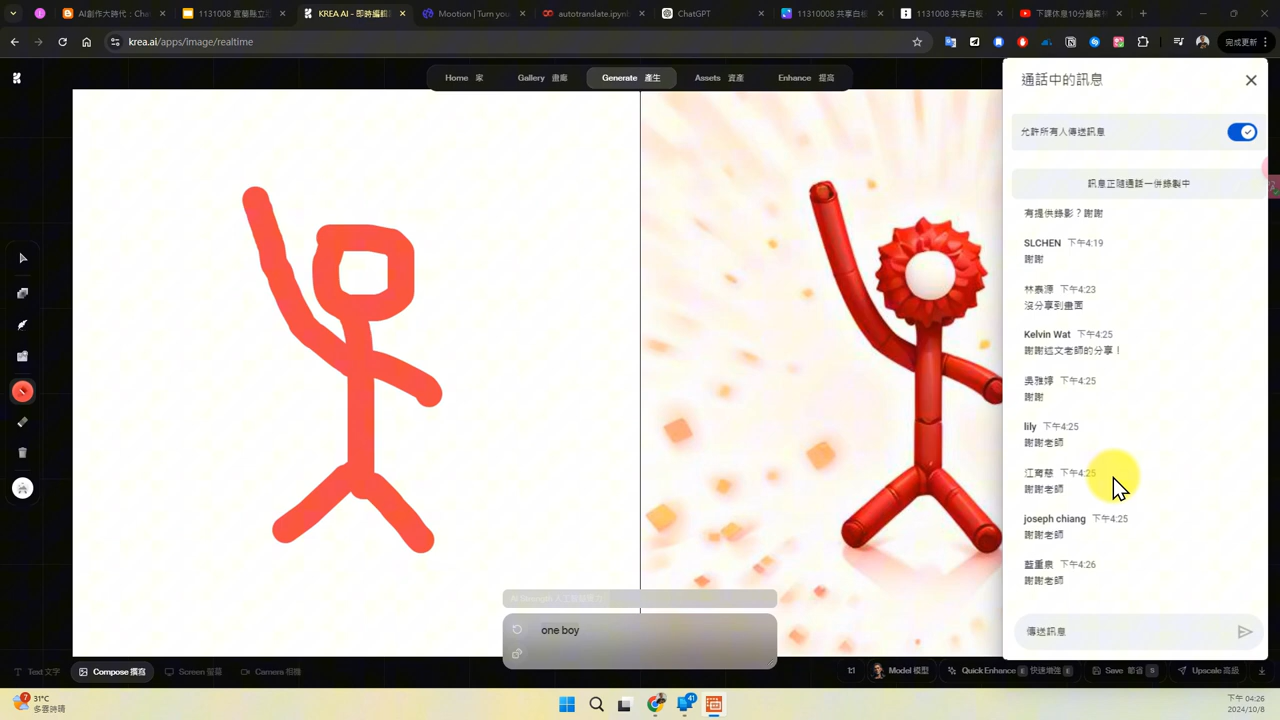 AI創作大時代：Cha
1131008 宜蘭縣立
KREA AI - 即時編輯
Mootion | Turn you
autotranslate.ipynb
ChatGPT
11310008 共享白板
1131008 共享白板
下課休息10分鐘
krea.ai/apps/image/realtime
完成更新
Home 家
Gallery 畫廊
Generate 產生
Assets 資產
Enhance 提高
通話中的訊息
允許所有人傳送訊息
訊息正隨通話一併錄製中
有提供錄影？謝謝
SLCHEN 下午4:19
謝謝
林義源 下午4:23
沒分享到畫面
Kelvin Wat 下午4:25
謝謝述文老師的分享！
吳雅婷 下午4:25
謝謝
lily 下午4:25
謝謝老師
下午4:25
謝謝老師
joseph chiang 下午4:25
謝謝老師
藍重泉 下午4:26
謝謝老師
傳送訊息
AI Strength
one boy
Text 文字
Compose 撰寫
Screen 螢幕
Camera 相機
1:1
Model 模型
Quick Enhance E 快速增強 E
Save 節省 S
Upscale 高級
7
31°C
多雲時晴
41
下午 04:26
2024/10/8